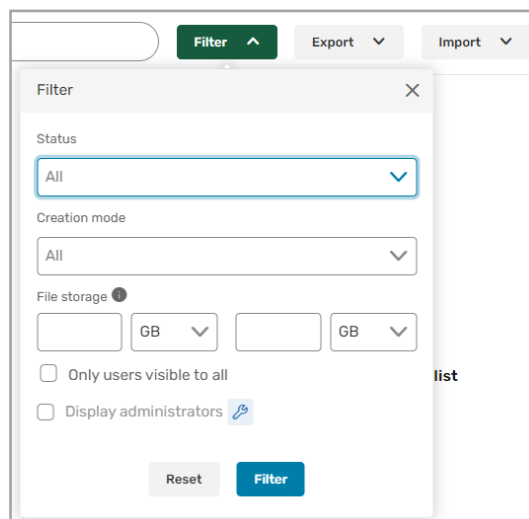 Filter Export Import
Filter
Status
All
Creation mode
All
File storage
GB GB
Only users visible to all
list
Display administrators
Reset Filter